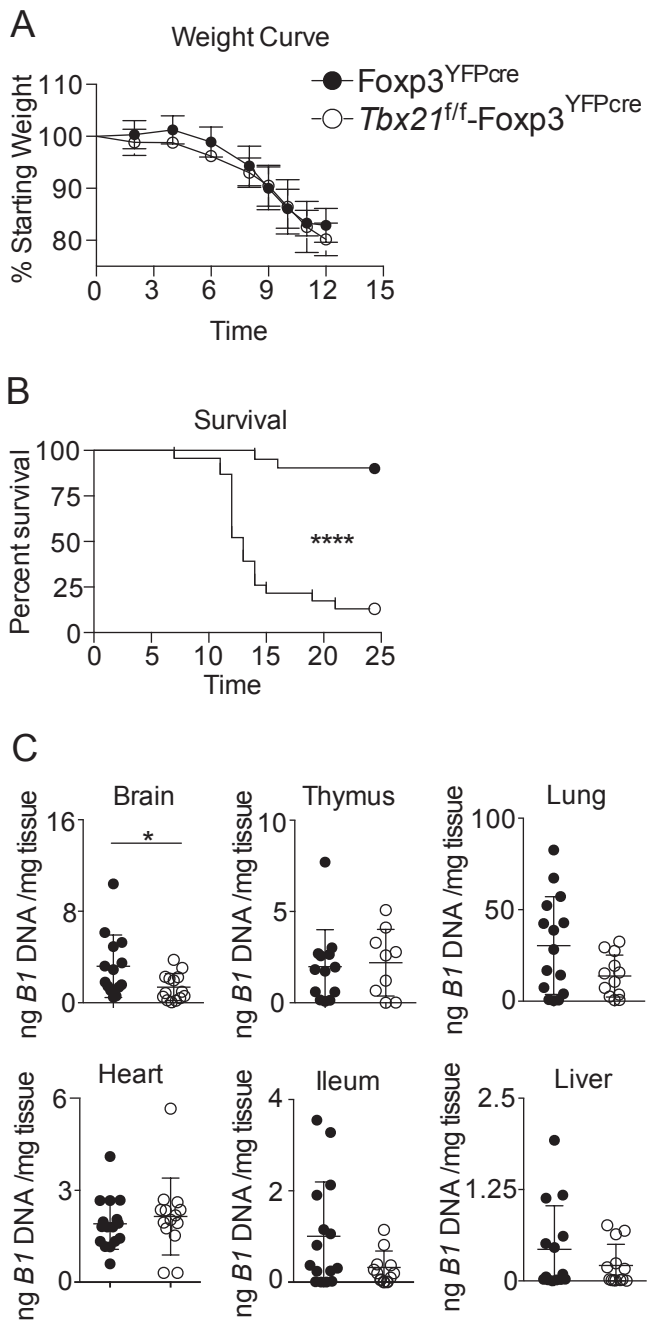 A
Weight Curve
Foxp3YFPcre
Tbx21f/f-Foxp3YFPcre
% Starting Weight
110
100
90
80
0 3 6 9 12 15
Time
B
Survival
Percent survival
100
75
50
25
0
****
0 5 10 15 20 25
Time
C
Brain
ng B1 DNA /mg tissue
16
8
0
*
Thymus
ng B1 DNA /mg tissue
10
5
0
Lung
ng B1 DNA /mg tissue
100
50
0
Heart
ng B1 DNA /mg tissue
6
3
0
Ileum
ng B1 DNA /mg tissue
4
2
0
Liver
ng B1 DNA /mg tissue
2.5
1.25
0